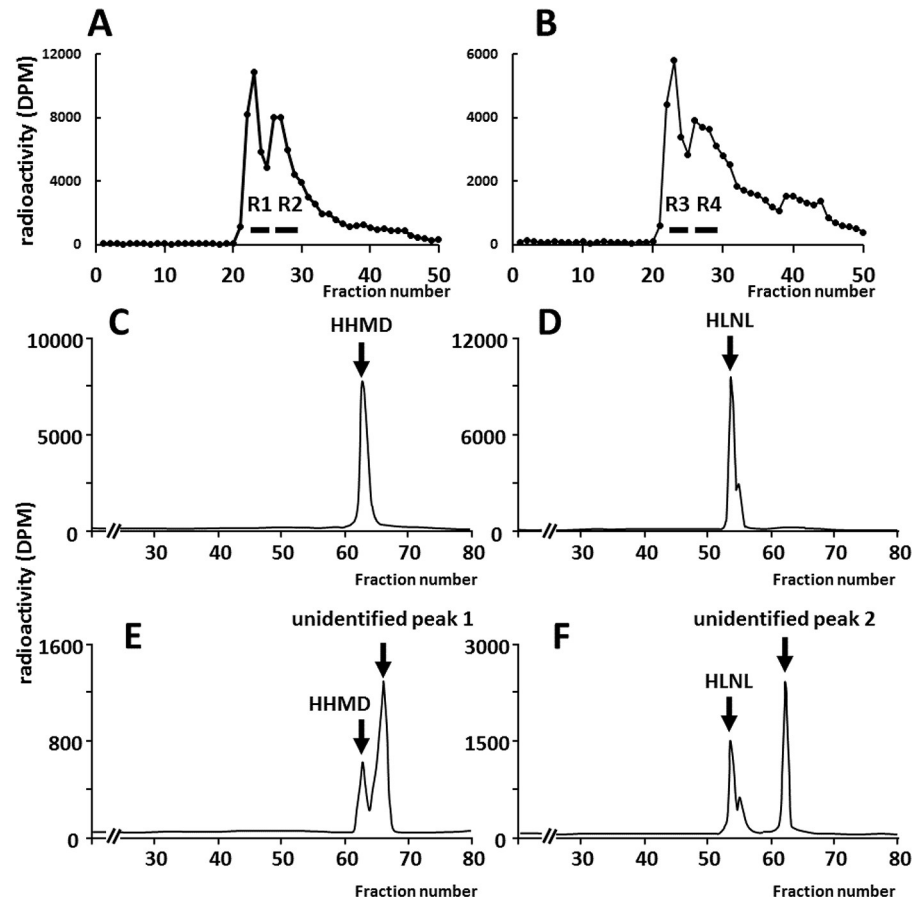 A
B
radioactivity (DPM)
12000
8000
4000
0
R1 R2
0 10 20 30 40 50
Fraction number
6000
4000
2000
0
R3 R4
0 10 20 30 40 50
Fraction number
C
D
HHMD
HLNL
10000
5000
0
30 40 50 60 70 80
Fraction number
12000
6000
0
30 40 50 60 70 80
Fraction number
radioactivity (DPM)
E
F
unidentified peak 1
HHMD
1600
800
0
30 40 50 60 70 80
Fraction number
unidentified peak 2
HLNL
3000
1500
0
30 40 50 60 70 80
Fraction number